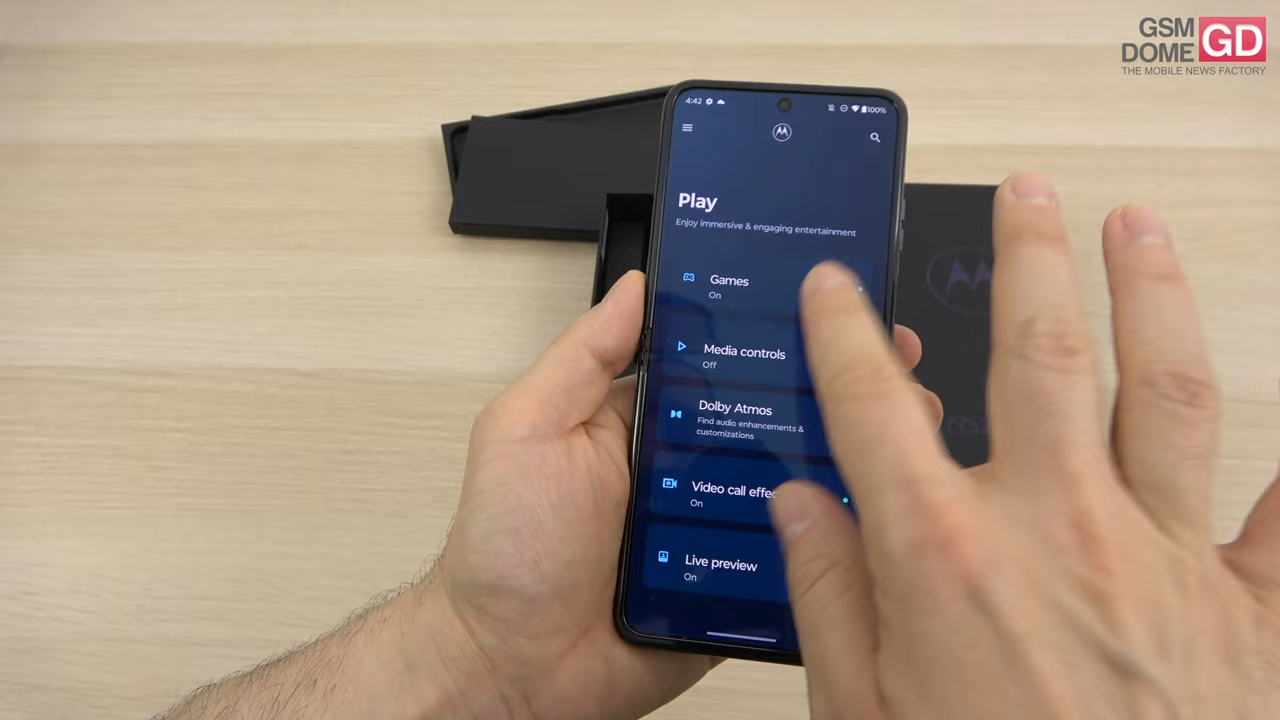 GSM
DOME GD
THE MOBILE NEWS FACTORY
4:42 100%
Play
Enjoy immersive & engaging entertainment
Games
On
Media controls
Off
Dolby Atmos
Find audio enhancements &
customizations
Video call
On
Live preview
On